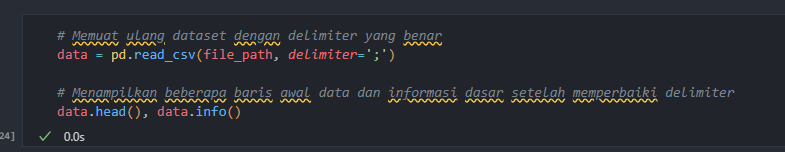 # Memuat ulang dataset dengan delimiter yang benar
data = pd.read_csv(file_path, delimiter=';')
# Menampilkan beberapa baris awal data dan informasi dasar setelah memperbaiki delimiter
data.head(), data.info()
24] ✓ 0.0s